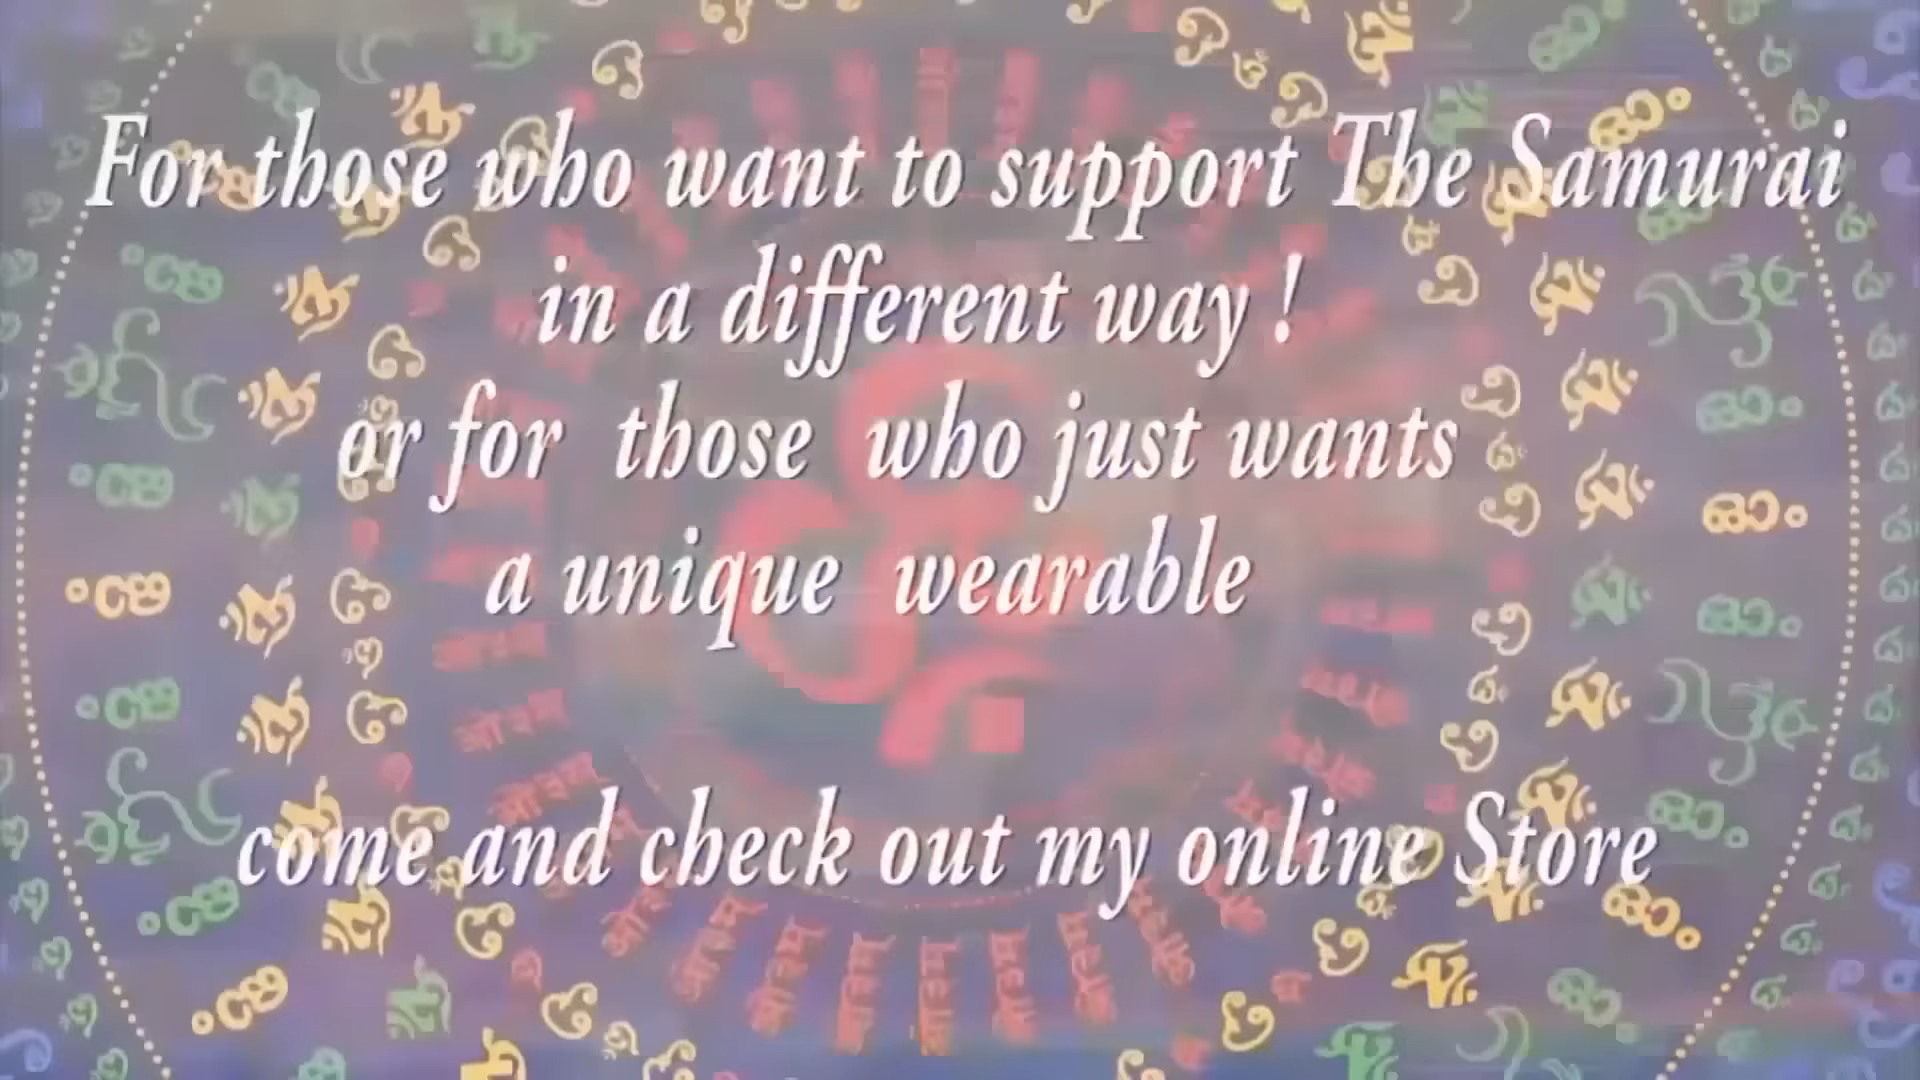 For those who want to support The Samurai
in a different way !
or for those who just wants
a unique wearable
come and check out my online Store